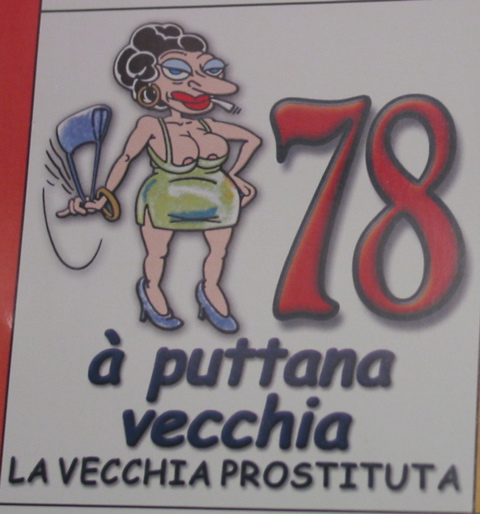 78
à puttana
vecchia
LA VECCHIA PROSTITUTA